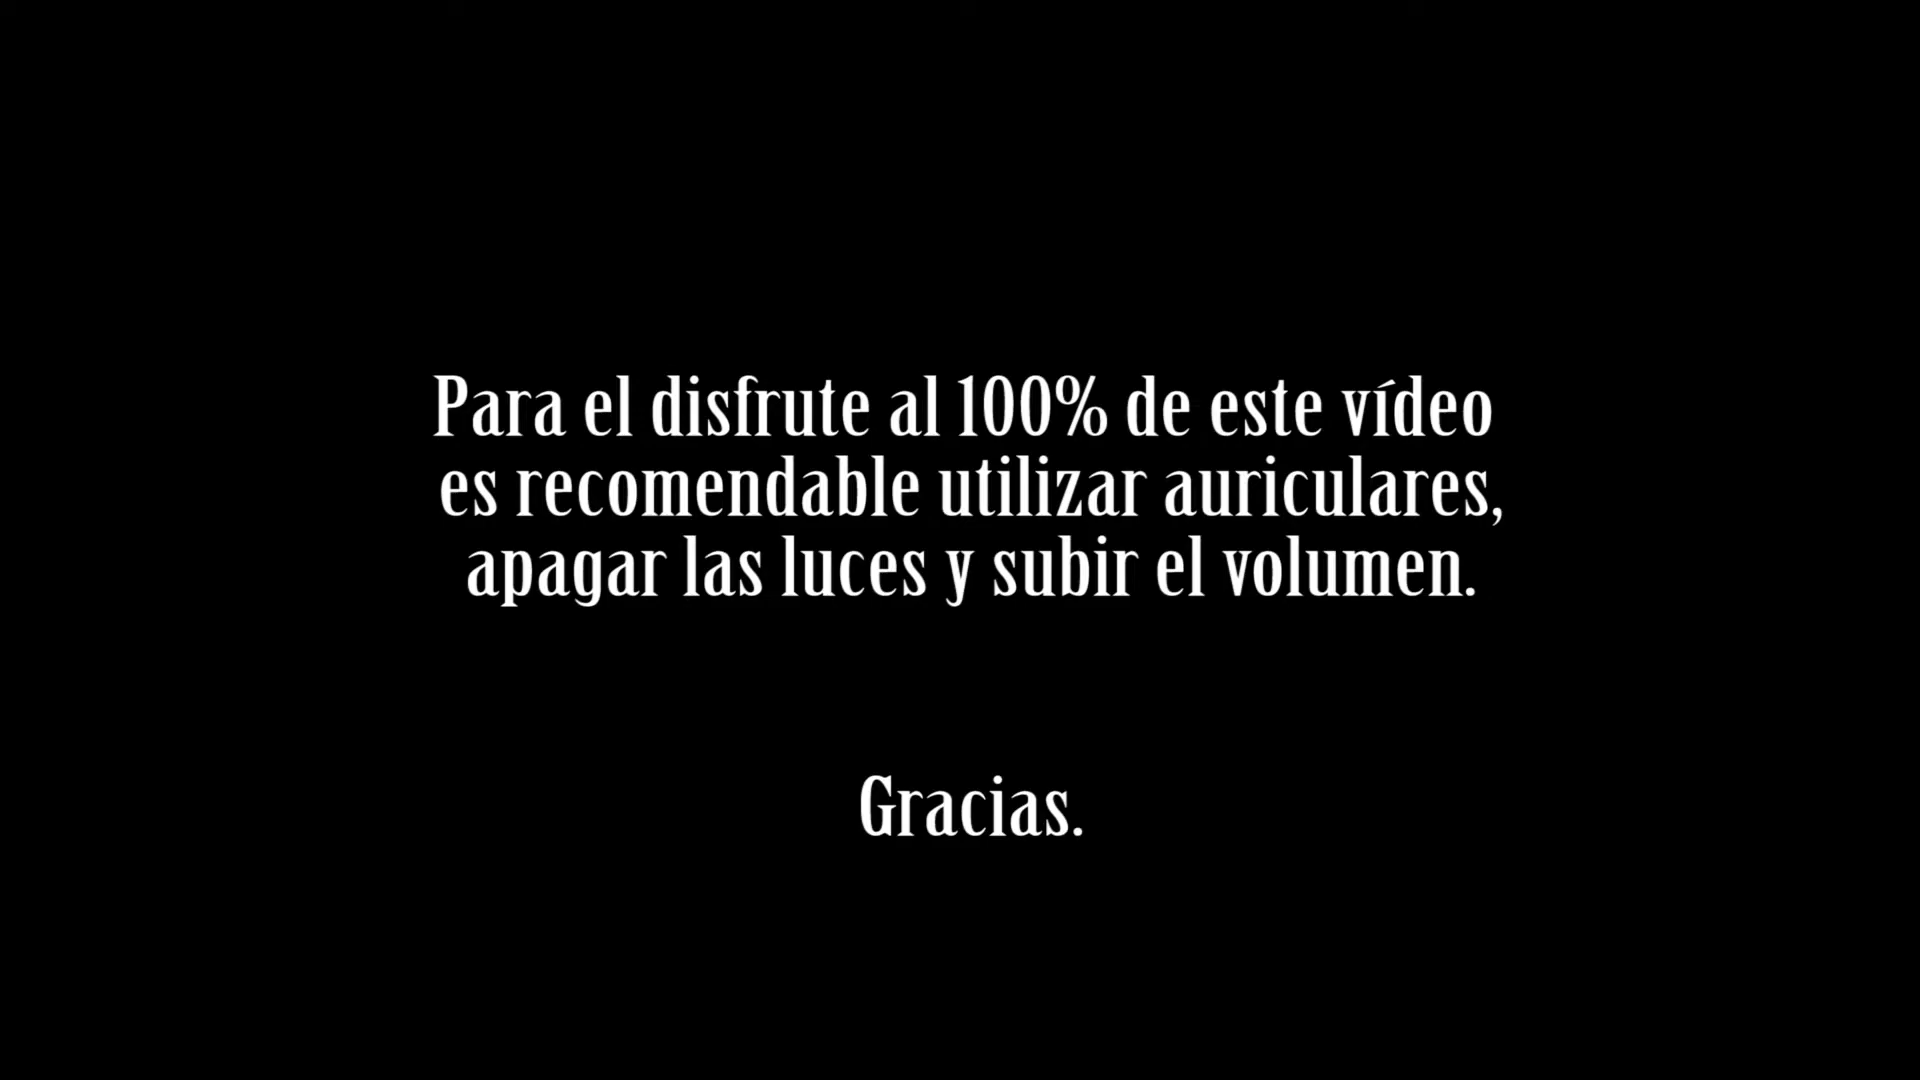 Para el disfrute al 100% de este vídeo
es recomendable utilizar auriculares,
apagar las luces y subir el volumen.
Gracias.